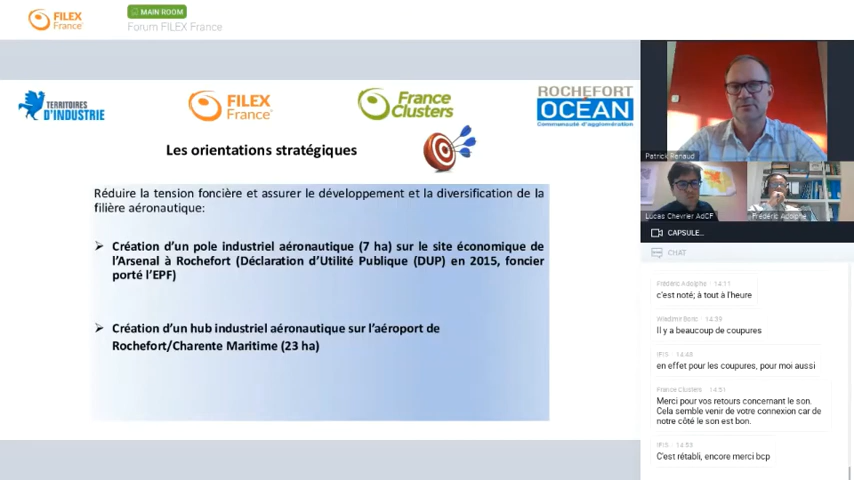 FILEX
France
MAIN ROOM
Forum FILEX France
TERRITOIRES
D'INDUSTRIE
FILEX
France
France
Clusters
ROCHEFORT
OCÉAN
Communauté d'agglomération
Les orientations stratégiques
Réduire la tension foncière et assurer le développement et la diversification de la
filière aéronautique:
Création d'un pole industriel aéronautique (7 ha) sur le site économique de
l'Arsenal à Rochefort (Déclaration d'Utilité Publique (DUP) en 2015, foncier
porté l'EPF)
Création d'un hub industriel aéronautique sur l'aéroport de
Rochefort/Charente Maritime (23 ha)
Patrick Renaud
Lucas Chevrier AdCF
Frédéric Adolphe
CAPSULE...
CHAT
Frédéric Adolphe 14:11
c'est noté; à tout à l'heure
Wladimir Bonc 14:39
Il y a beaucoup de coupures
14:48
en effet pour les coupures, pour moi aussi
France Clusters 14:51
Merci pour vos retours concernant le son.
Cela semble venir de votre connexion car de
notre côté le son est bon.
14:53
C'est rétabli, encore merci bcp